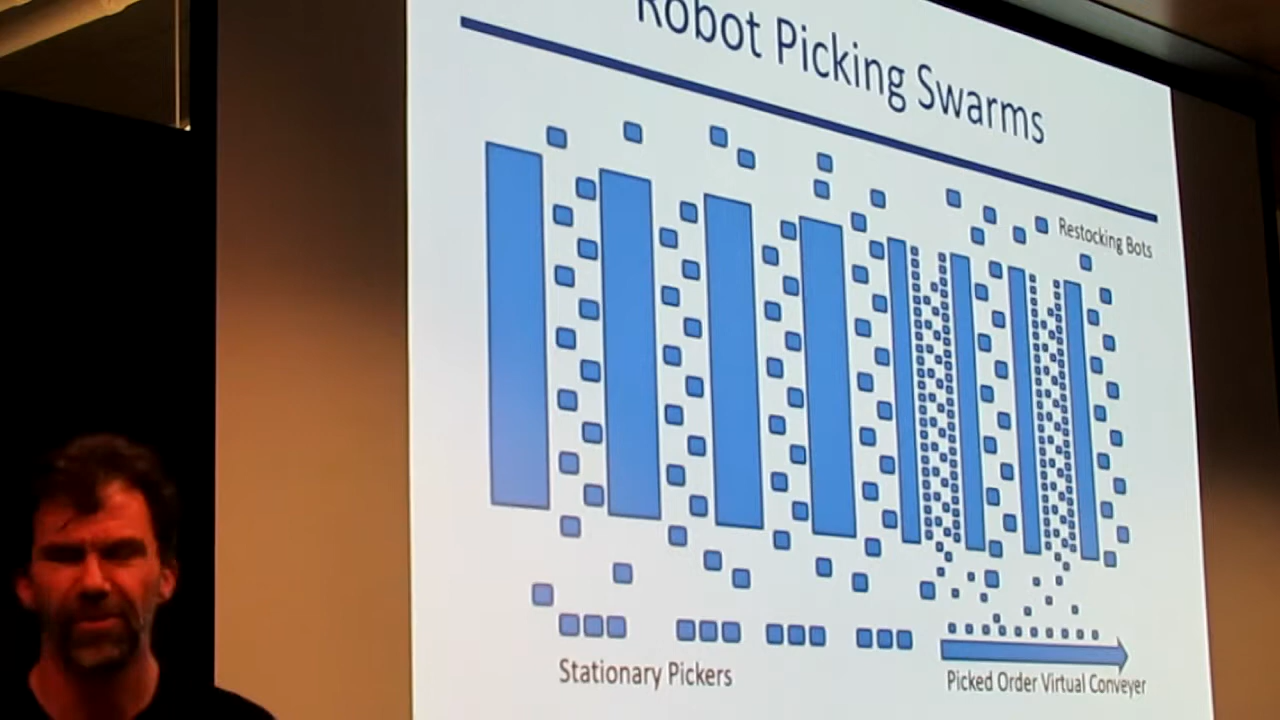 Robot Picking Swarms
Restocking Bots
Stationary Pickers
Picked Order Virtual Conveyer